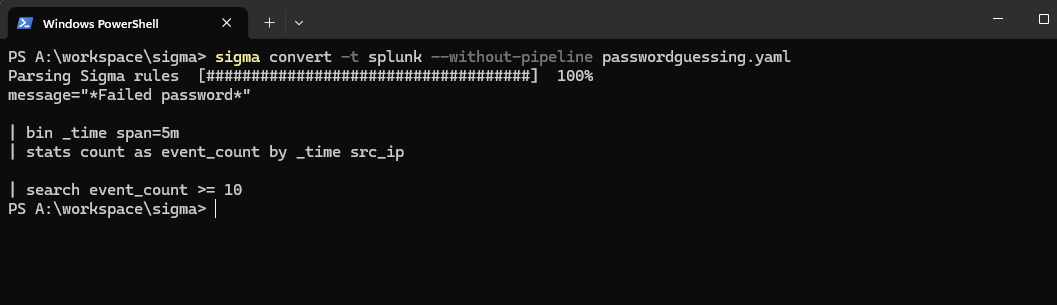 Windows PowerShell
PS A:\workspace\sigma> sigma convert -t splunk --without-pipeline passwordguessing.yaml
Parsing Sigma rules  [####################################]  100%
message="*Failed password*"
| bin _time span=5m
| stats count as event_count by _time src_ip
| search event_count >= 10
PS A:\workspace\sigma>